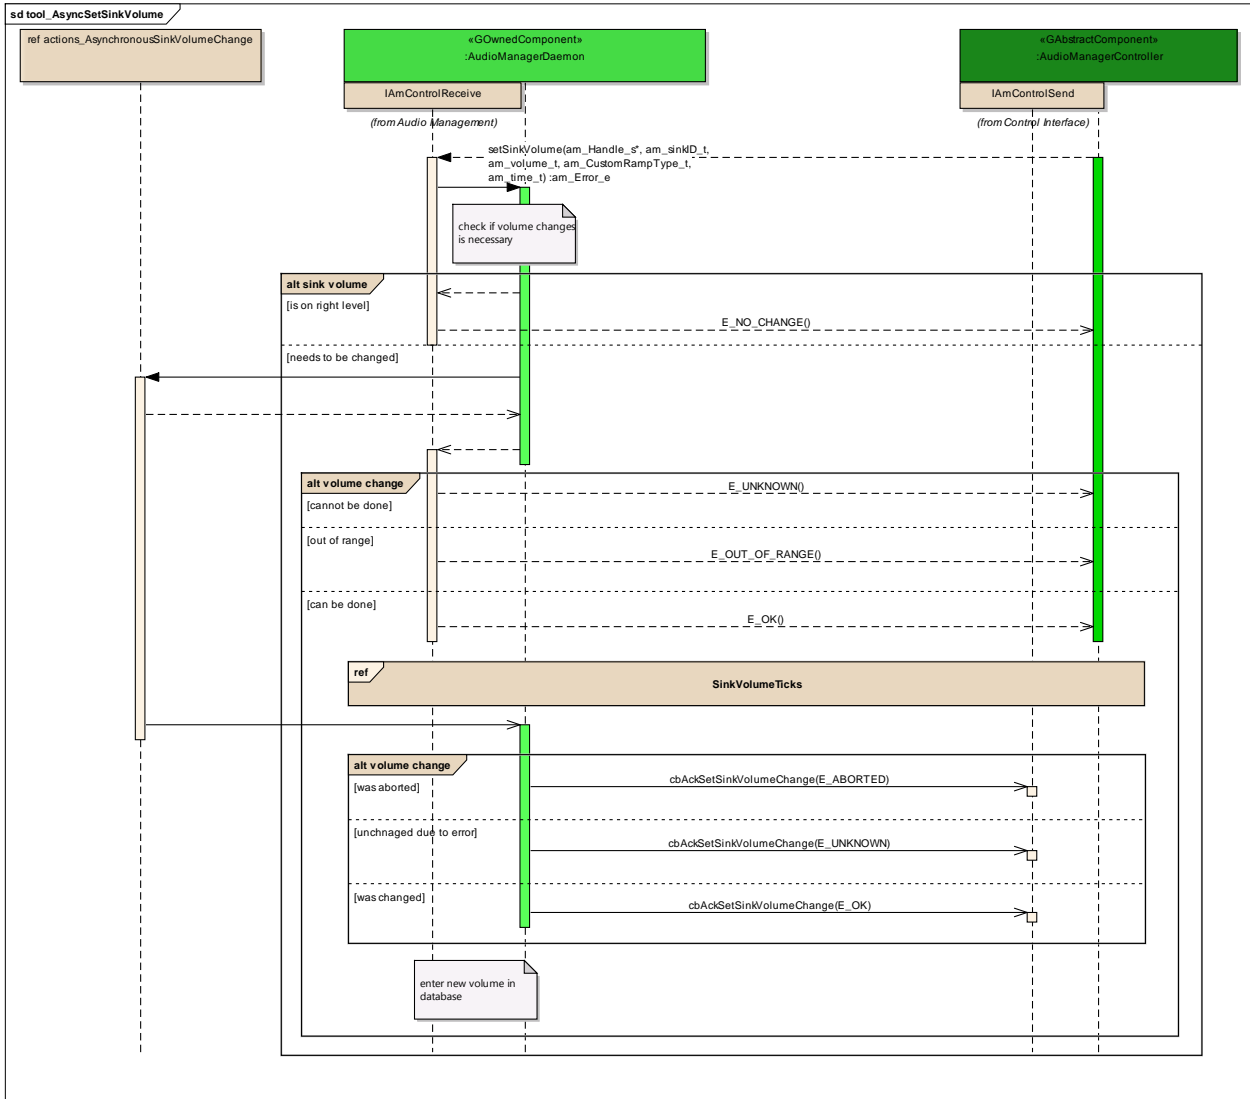 sd tool_AsyncSetSinkVolume
ref actions_AsynchronousSinkVolumeChange
«GOwnedComponent»
:AudioManagerDaemon
«GAbstractComponent»
:AudioManagerController
IAmControlReceive
IAmControlSend
(from Audio Management)
(from Control Interface)
setSinkVolume(am_Handle_s*, am_sinkID_t,
am_volume_t, am_CustomRampType_t,
am_time_t) :am_Error_e
check if volume changes
is necessary
alt sink volume
[is on right level]
E_NO_CHANGE()
[needs to be changed]
alt volume change
E_UNKNOWN()
[cannot be done]
[out of range]
E_OUT_OF_RANGE()
[can be done]
E_OK()
ref
SinkVolumeTicks
alt volume change
cbAckSetSinkVolumeChange(E_ABORTED)
[was aborted]
[unchnaged due to error]
cbAckSetSinkVolumeChange(E_UNKNOWN)
[was changed]
cbAckSetSinkVolumeChange(E_OK)
enter new volume in
database